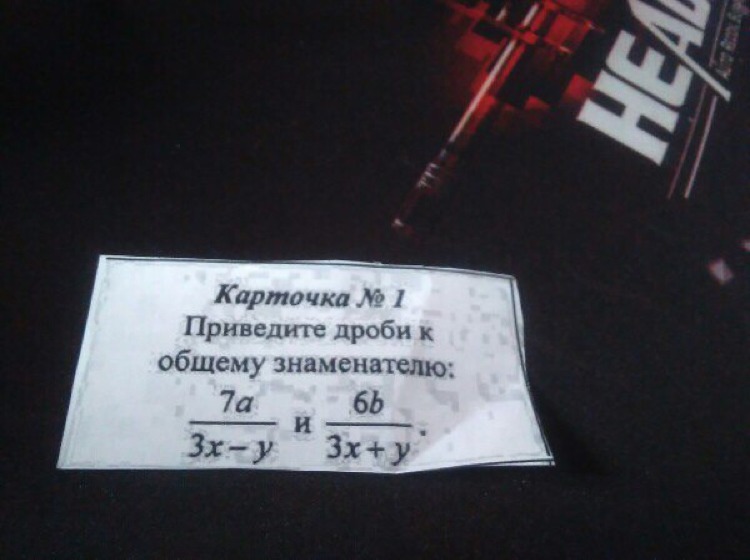 HEAD
Карточка № 1
Приведите дроби к
общему знаменателю:
7a и 6b
3x – y 3x + y .